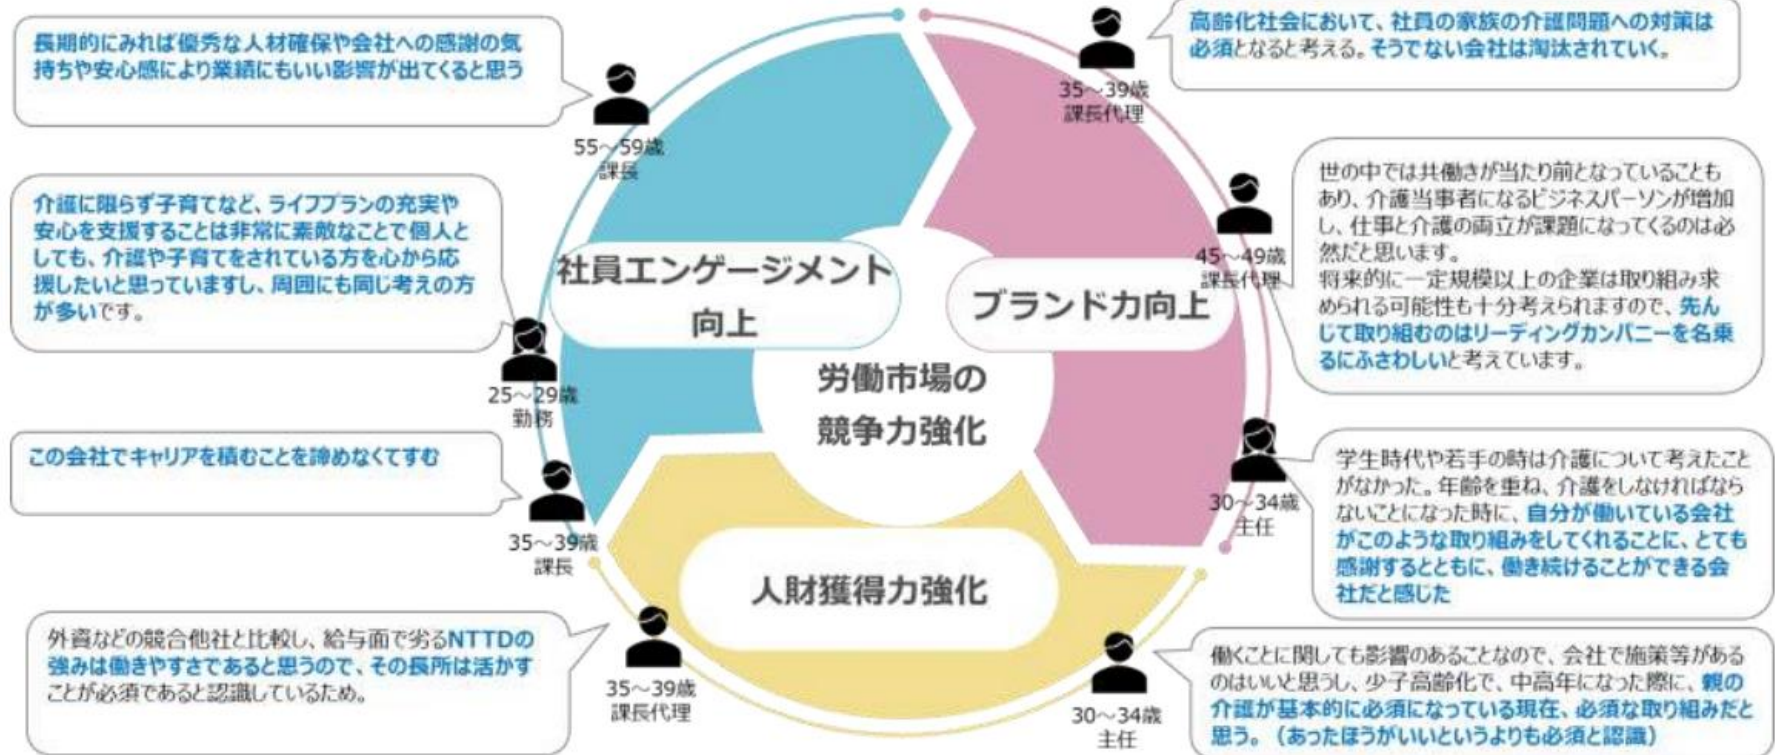 長期的にみれば優秀な人材確保や会社への感謝の気
持ちや安心感により業績にもいい影響が出てくると思う
55～59歳
課長
介護に限らず子育てなど、ライフプランの充実や
安心を支援することは非常に素敵なことで個人と
しても、介護や子育てをされている方を心から応
援したいと思っていますし、周囲にも同じ考えの方
が多いです。
25～29歳
勤務
この会社でキャリアを積むことを諦めなくてすむ
35～39歳
課長
外資などの競合他社と比較し、給与面で劣るNTTDの
強みは働きやすさであると思うので、その長所は活かす
ことが必須であると認識しているため。
35～39歳
課長代理
社員エンゲージメント
向上
ブランド力向上
労働市場の
競争力強化
人財獲得力強化
高齢化社会において、社員の家族の介護問題への対策は
必須となると考える。そうでない会社は淘汰されていく。
35～39歳
課長代理
世の中では共働きが当たり前となっていることも
あり、介護当事者になるビジネスパーソンが増加
し、仕事と介護の両立が課題になってくるのは必
然だと思います。
将来的に一定規模以上の企業は取り組み求
められる可能性も十分考えられますので、先ん
じて取り組むのはリーディングカンパニーを名乗
るにふさわしいと考えています。
45～49歳
課長代理
学生時代や若手の時は介護について考えたこと
がなかった。年齢を重ね、介護をしなければなら
ないことになった時に、自分が働いている会社
がこのような取り組みをしてくれることに、とても
感謝するとともに、働き続けることができる会
社だと感じた
30～34歳
主任
働くことに関しても影響のあることなので、会社で施策等がある
のはいいと思うし、少子高齢化で、中高年になった際に、親の
介護が基本的に必須になっている現在、必須な取り組みだと
思う。（あったほうがいいというよりも必須と認識）
30～34歳
主任